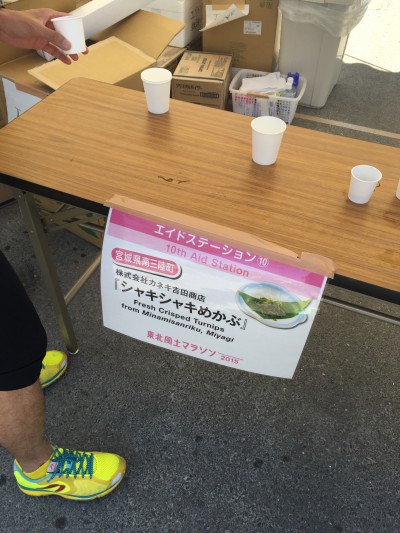 エイドステーション⑩
10th Aid Station
宮城県南三陸町
株式会社カネキ吉田商店
『シャキシャキめかぶ』
Fresh Crisped Turnips
from Minamisanriku, Miyagi
東北風土マラソン 2015